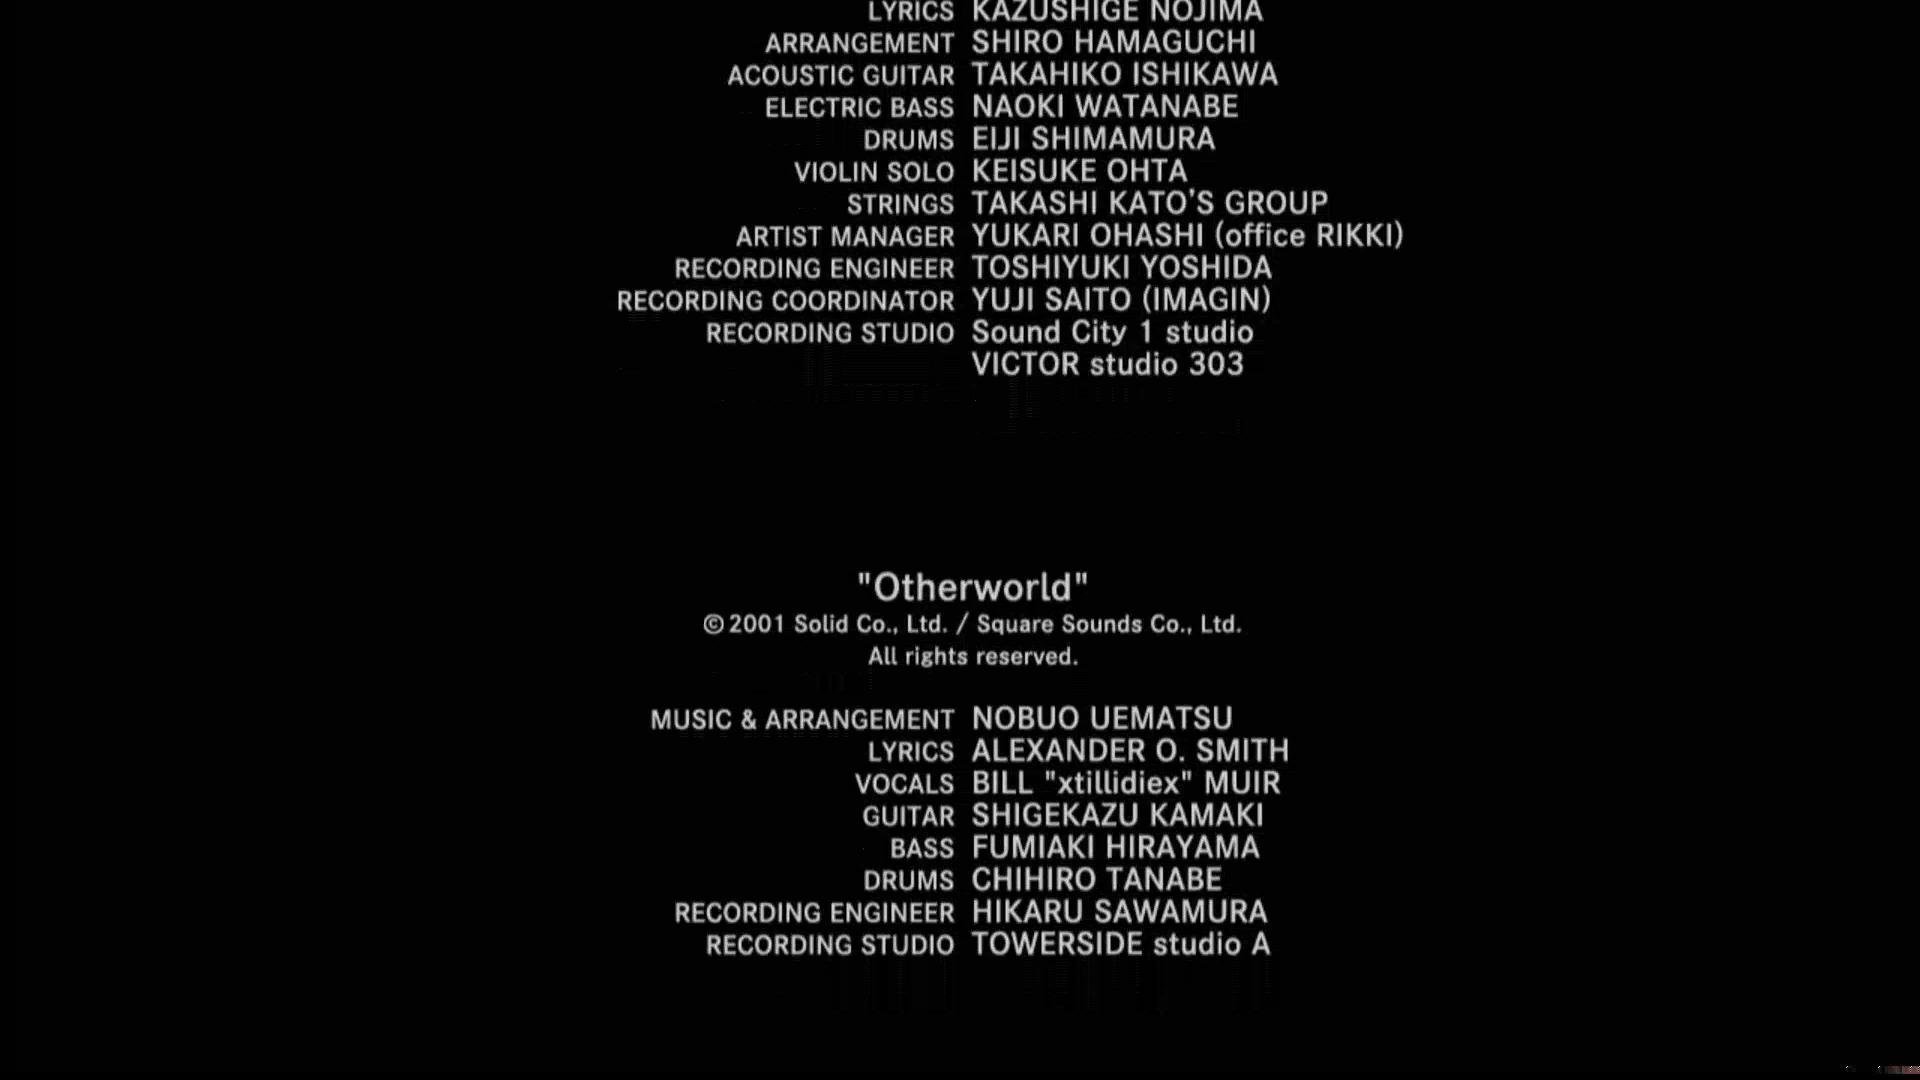 LYRICS KAZUSHIGE NOJIMA
ARRANGEMENT SHIRO HAMAGUCHI
ACOUSTIC GUITAR TAKAHIKO ISHIKAWA
ELECTRIC BASS NAOKI WATANABE
DRUMS EIJI SHIMAMURA
VIOLIN SOLO KEISUKE OHTA
STRINGS TAKASHI KATO'S GROUP
ARTIST MANAGER YUKARI OHASHI (office RIKKI)
RECORDING ENGINEER TOSHIYUKI YOSHIDA
RECORDING COORDINATOR YUJI SAITO (IMAGIN)
RECORDING STUDIO Sound City 1 studio
VICTOR studio 303
"Otherworld"
©2001 Solid Co., Ltd. / Square Sounds Co., Ltd.
All rights reserved.
MUSIC & ARRANGEMENT NOBUO UEMATSU
LYRICS ALEXANDER O. SMITH
VOCALS BILL "xtillidiex" MUIR
GUITAR SHIGEKAZU KAMAKI
BASS FUMIAKI HIRAYAMA
DRUMS CHIHIRO TANABE
RECORDING ENGINEER HIKARU SAWAMURA
RECORDING STUDIO TOWERSIDE studio A